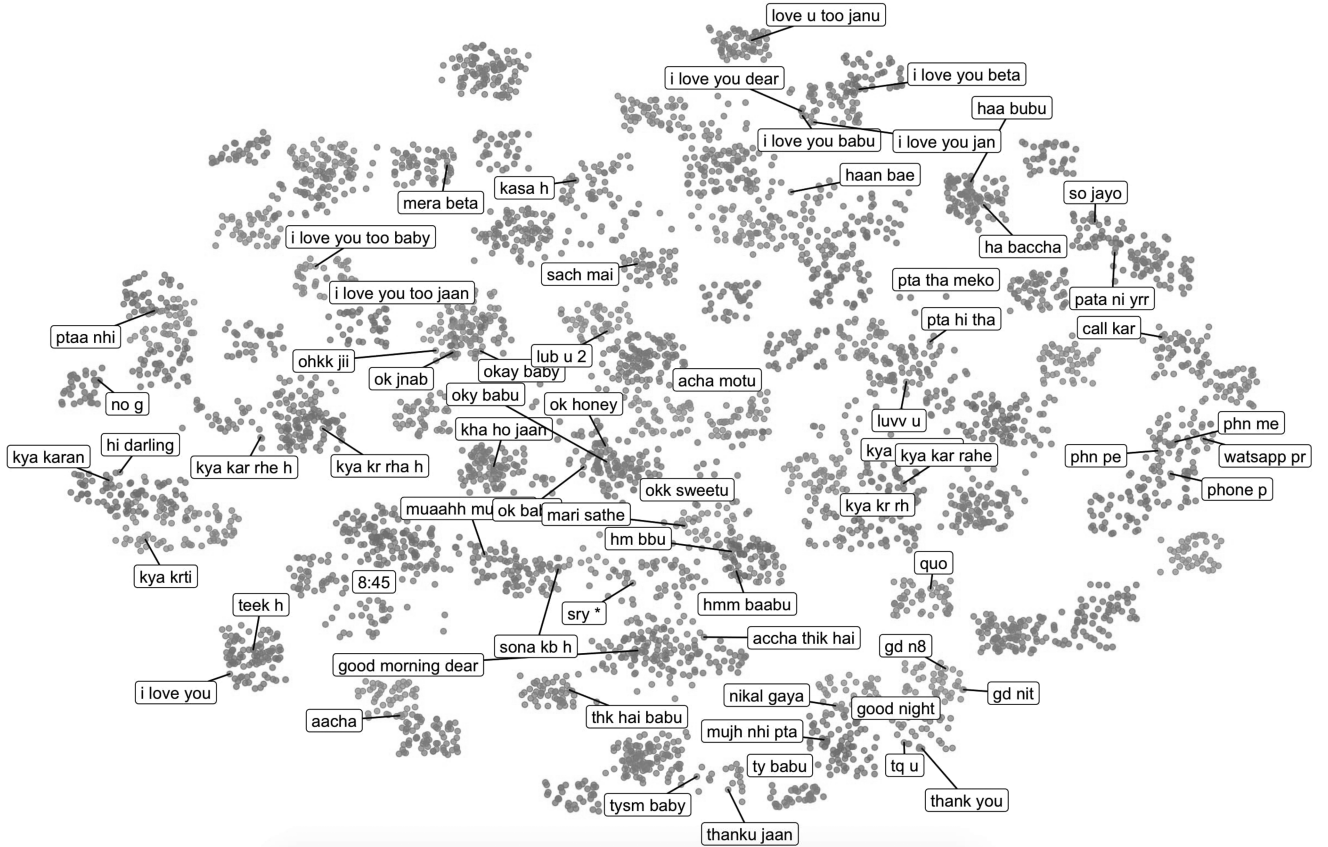 love u too janu
i love you dear
i love you beta
haa bubu
i love you babu
i love you jan
haan bae
kasa h
mera beta
so jayo
i love you too baby
ha baccha
sach mai
pta tha meko
i love you too jaan
pata ni yrr
ptaa nhi
pta hi tha
call kar
ohkk jii
lub u 2
ok jnab
okay baby
acha motu
oky babu
no g
ok honey
luvv u
kha ho jaan
phn me
hi darling
kya karan
kya kar rhe h
kya kr rha h
kya
kya kar rahe
phn pe
watsapp pr
okk sweetu
phone p
muaahh mu
mari sathe
kya kr rh
hm bbu
kya krti
8:45
quo
teek h
sry *
hmm baabu
sona kb h
accha thik hai
gd n8
good morning dear
i love you
nikal gaya
gd nit
good night
aacha
thk hai babu
mujh nhi pta
ty babu
tq u
tysm baby
thank you
thanku jaan